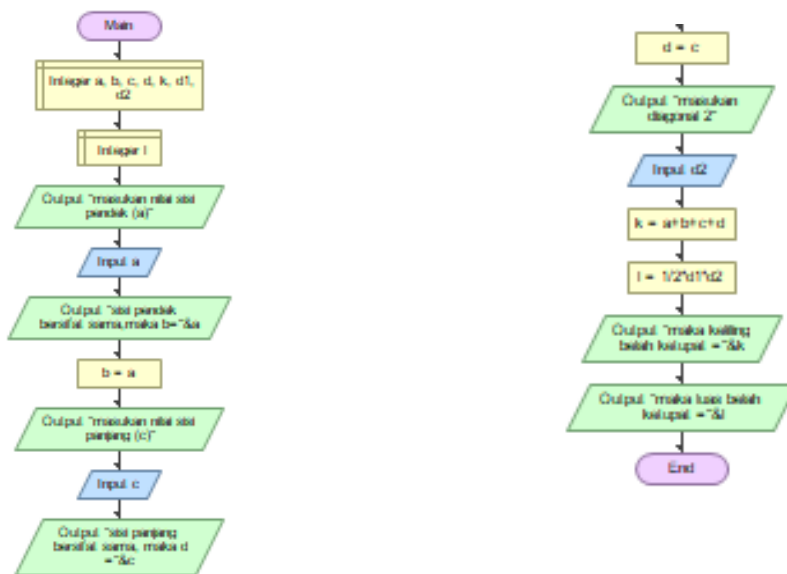 Main
Integer a, b, c, d, k, d1,
d2
Integer l
Output "masukan nilai sisi
pendek (a)"
Input a
Output "sisi pendek
bersifat sama,maka b="&a
b = a
Output "masukan nilai sisi
panjang (c)"
Input c
Output "sisi panjang
bersifat sama, maka d
="&c
d = c
Output "masukan
diagonal 2"
Input d2
k = a+b+c+d
l = 1/2*d1*d2
Output "maka keliling
belah ketupat ="&k
Output "maka luas belah
ketupat ="&l
End